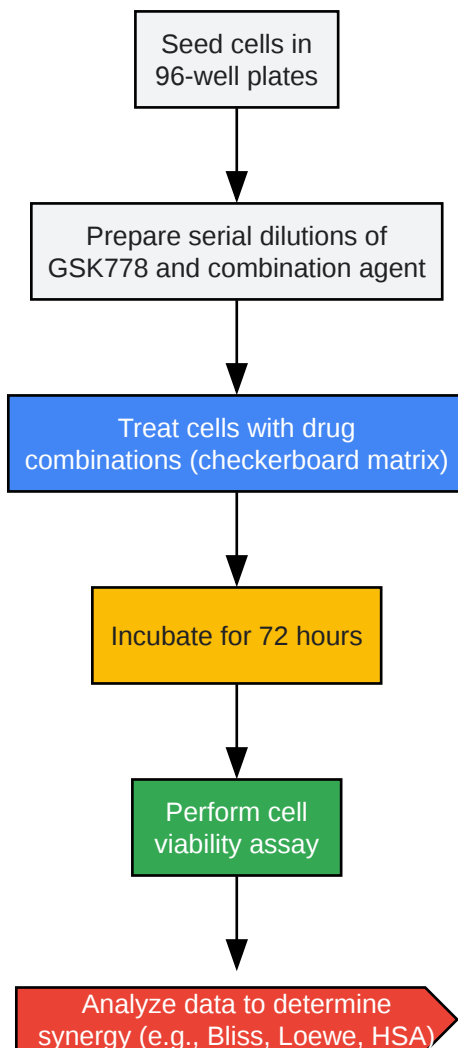 Seed cells in
96-well plates
Prepare serial dilutions of
GSK778 and combination agent
Treat cells with drug
combinations (checkerboard matrix)
Incubate for 72 hours
Perform cell
viability assay
Analyze data to determine
synergy (e.g., Bliss, Loewe, HSA)